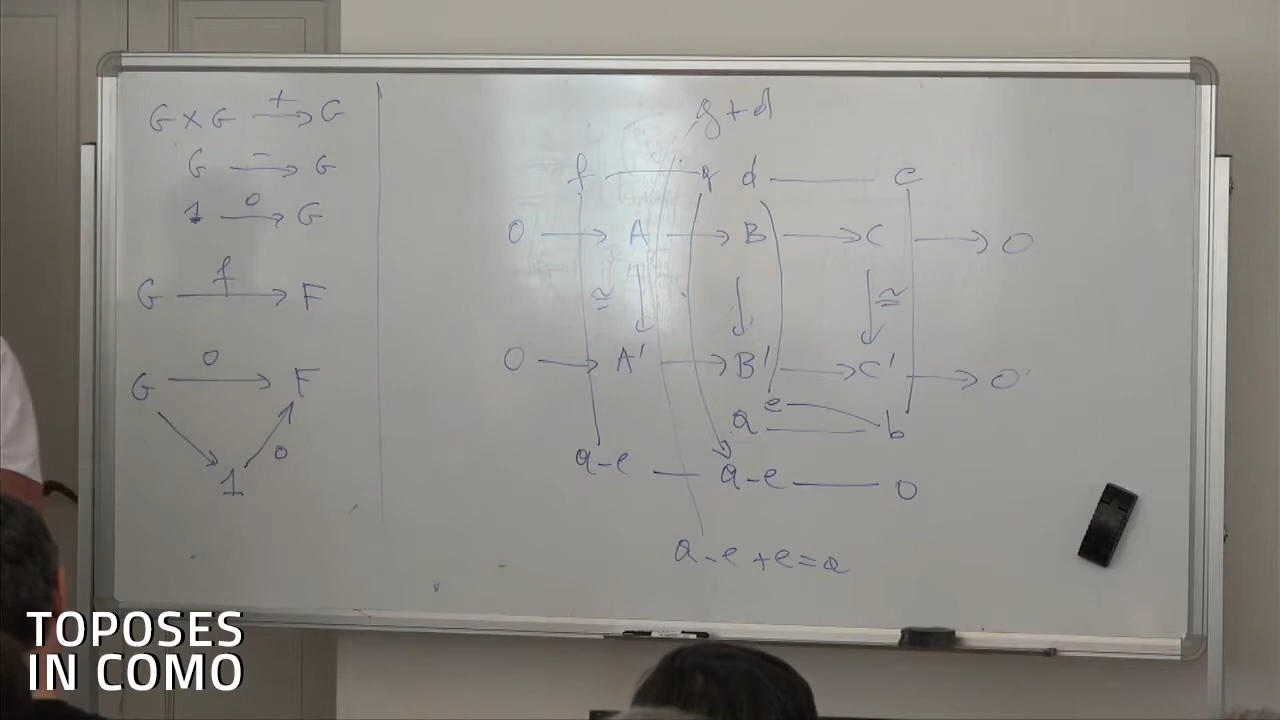 G × G —+→ G
G —−→ G
1 —0→ G
G —f→ F
G —0→ F
1
0
g + d
f — g d — c
0 → A → B → C → 0
≅ ↓ ↓ ↓ ≅
0 → A' → B' → C' → 0
e
a — b
a-e — a-e — 0
a-e+e=a
TOPOSES
IN COMO